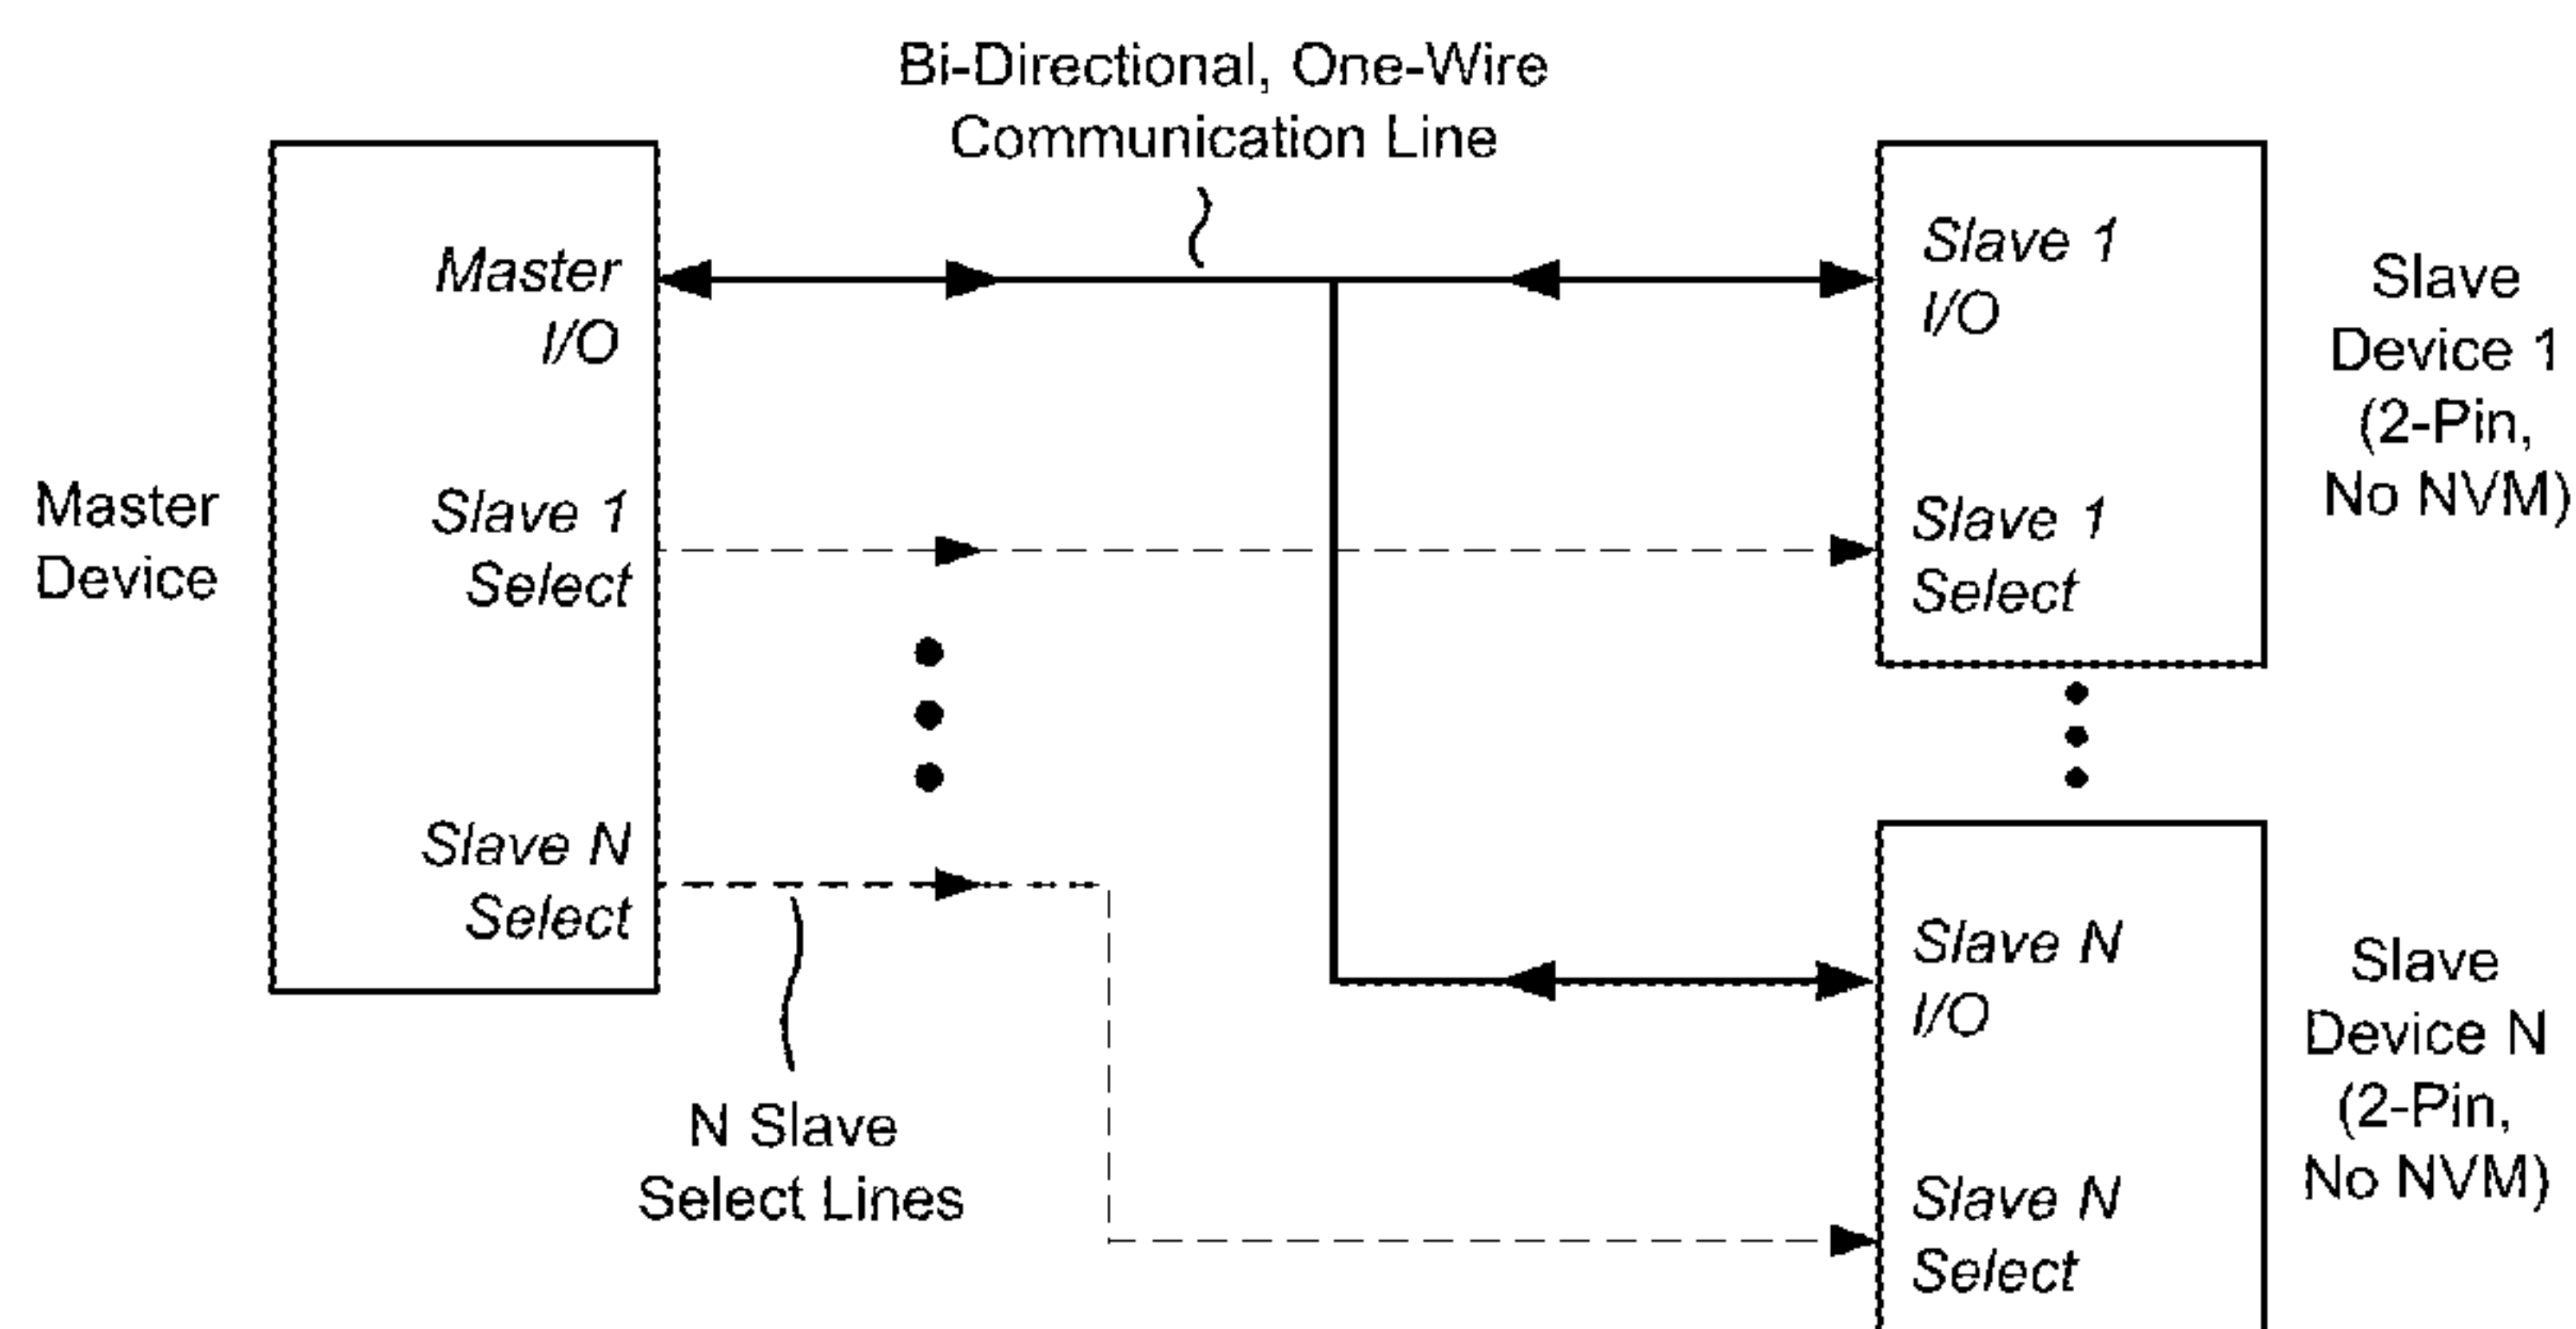 Bi-Directional, One-Wire
Communication Line
Master
Device
Master
I/O
Slave 1
Select
Slave N
Select
N Slave
Select Lines
Slave 1
I/O
Slave 1
Select
Slave
Device 1
(2-Pin,
No NVM)
Slave N
I/O
Slave N
Select
Slave
Device N
(2-Pin,
No NVM)